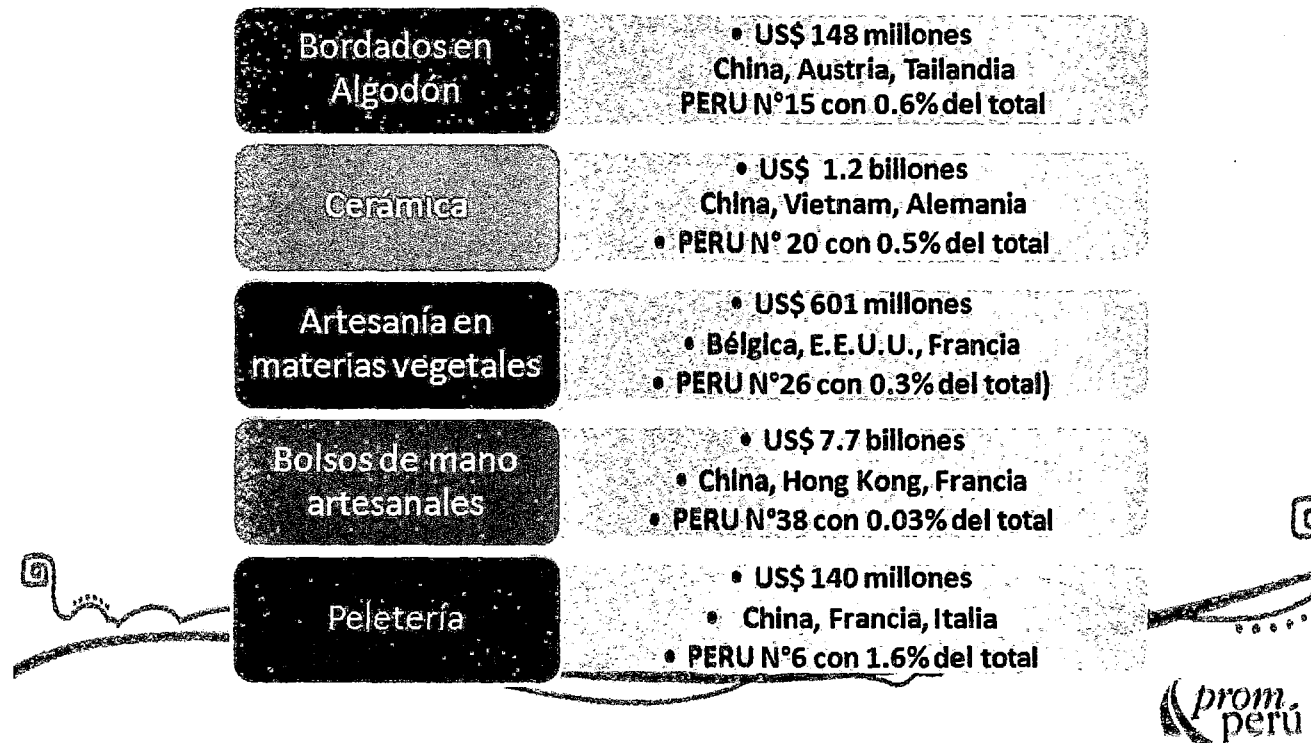 Bordados en
Algodón
• US$ 148 millones
China, Austria, Tailandia
PERU N°15 con 0.6% del total
Cerámica
• US$ 1.2 billones
China, Vietnam, Alemania
• PERU N° 20 con 0.5% del total
Artesanía en
materias vegetales
• US$ 601 millones
• Bélgica, E.E.U.U., Francia
• PERU N°26 con 0.3% del total)
Bolsos de mano
artesanales
• US$ 7.7 billones
• China, Hong Kong, Francia
• PERU N°38 con 0.03% del total
Peletería
• US$ 140 millones
• China, Francia, Italia
• PERU N°6 con 1.6% del total
prom.
perú